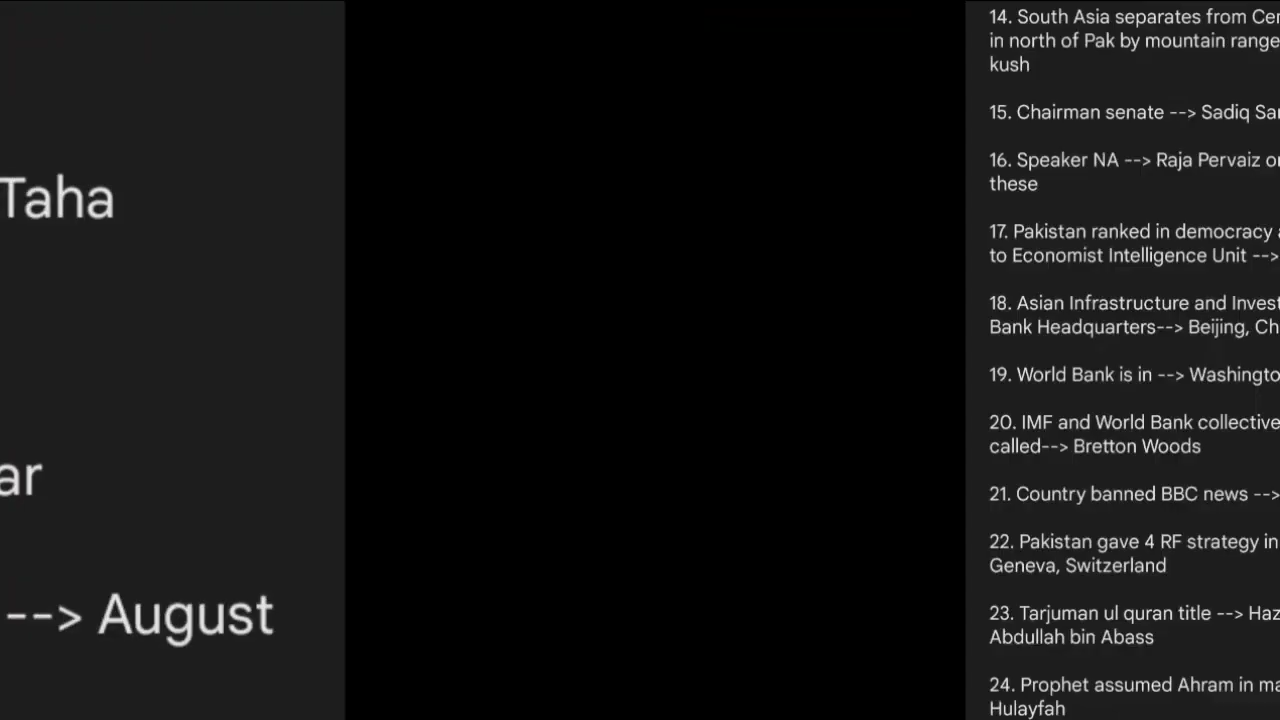 Taha
ar
--> August
14. South Asia separates from Cen
in north of Pak by mountain range
kush
15. Chairman senate --> Sadiq San
16. Speaker NA --> Raja Pervaiz or
these
17. Pakistan ranked in democracy a
to Economist Intelligence Unit -->
18. Asian Infrastructure and Invest
Bank Headquarters--> Beijing, Ch
19. World Bank is in --> Washingto
20. IMF and World Bank collective
called--> Bretton Woods
21. Country banned BBC news -->
22. Pakistan gave 4 RF strategy in
Geneva, Switzerland
23. Tarjuman ul quran title --> Haz
Abdullah bin Abass
24. Prophet assumed Ahram in ma
Hulayfah